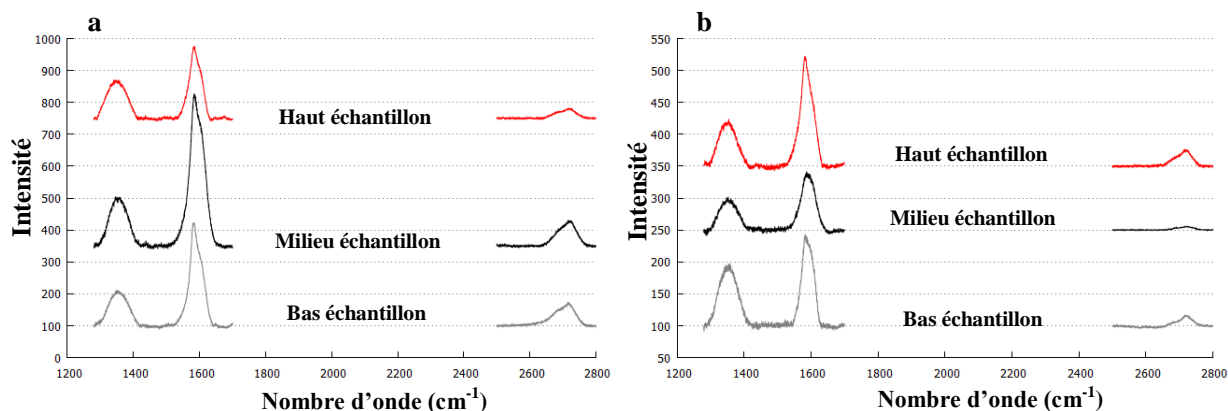 a
1000
900
800
700
600
500
400
300
200
100
0
1200 1400 1600 1800 2000 2200 2400 2600 2800
Intensité
Haut échantillon
Milieu échantillon
Bas échantillon
Nombre d’onde (cm-1)
b
550
500
450
400
350
300
250
200
150
100
50
1200 1400 1600 1800 2000 2200 2400 2600 2800
Intensité
Haut échantillon
Milieu échantillon
Bas échantillon
Nombre d’onde (cm-1)